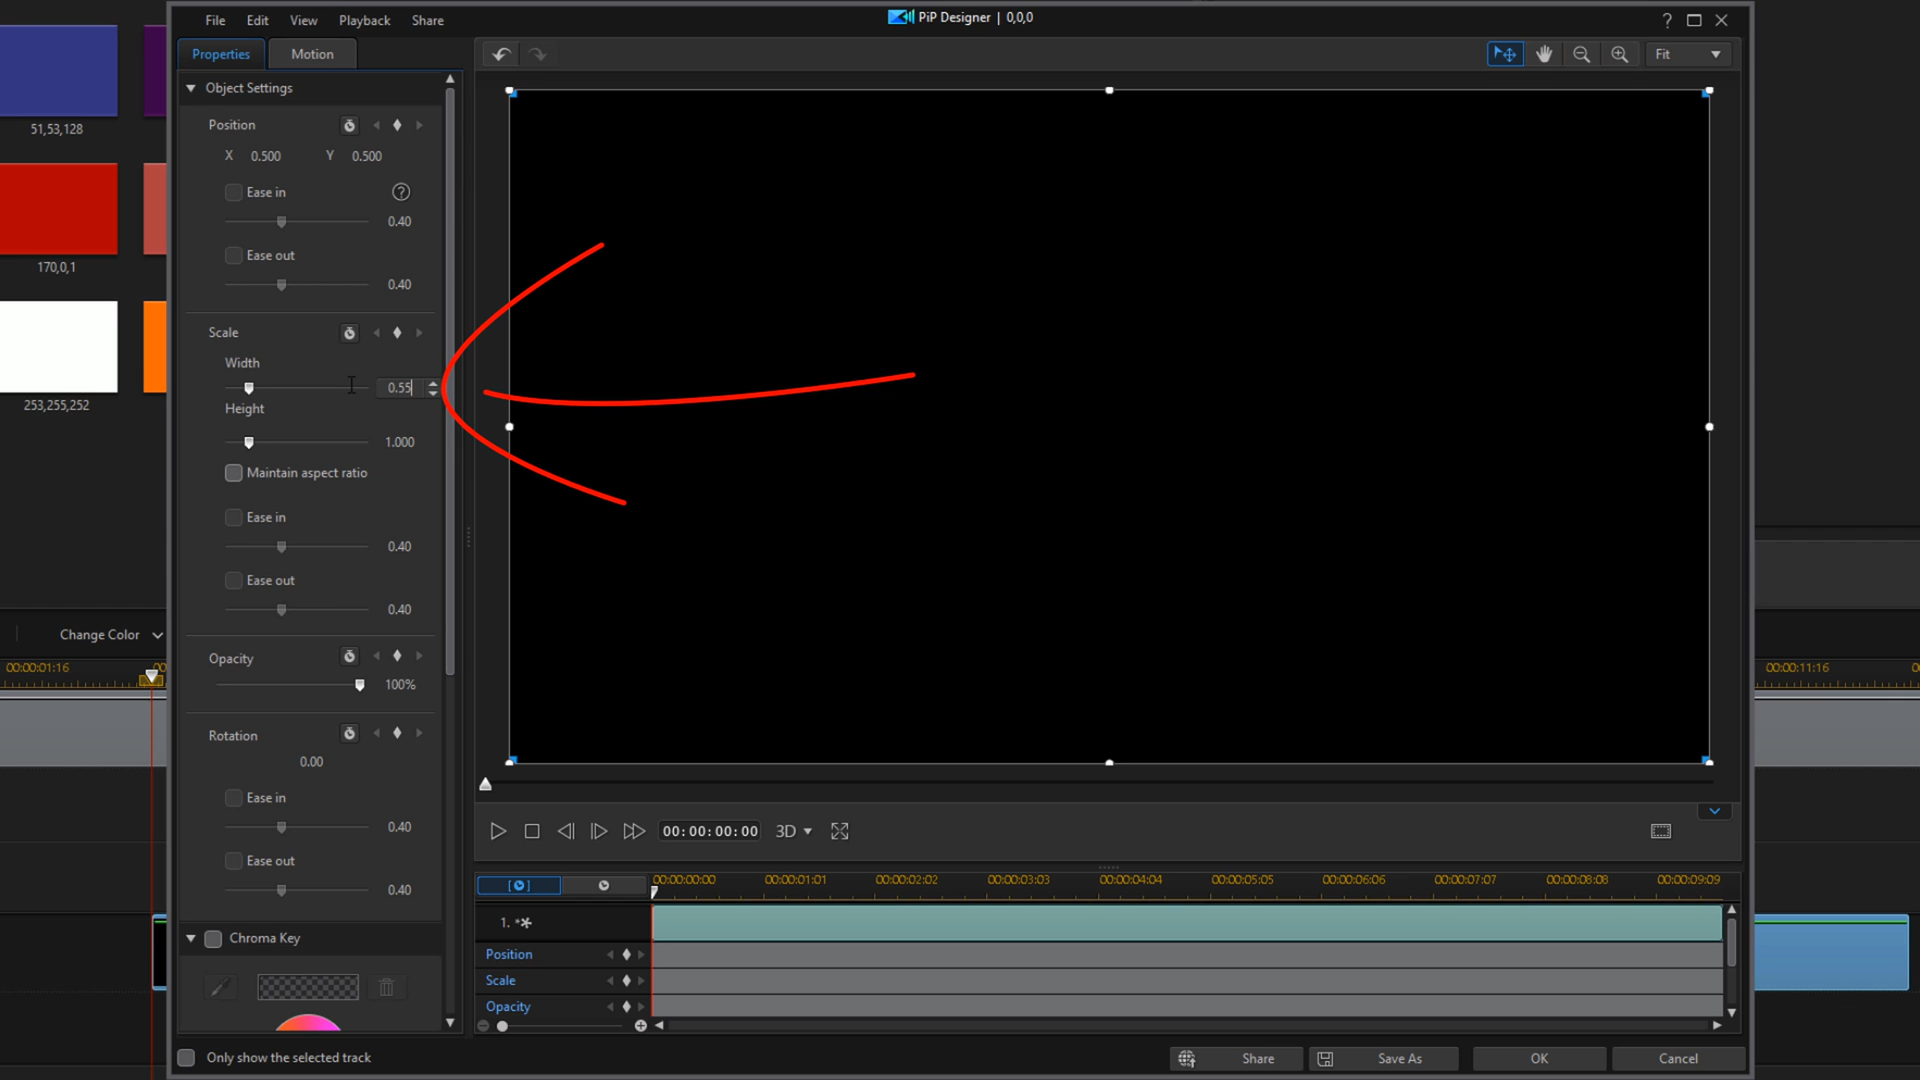 File Edit View Playback Share
PiP Designer | 0,0,0
?
Properties Motion
Fit
Object Settings
Position
X 0.500 Y 0.500
Ease in ?
0.40
Ease out
0.40
Scale
Width
0.55
Height
1.000
Maintain aspect ratio
Ease in
0.40
Ease out
0.40
Opacity
100%
Rotation
0.00
Ease in
0.40
Ease out
0.40
Chroma Key
Only show the selected track
51,53,128
170,0,1
253,255,252
Change Color
00:00:01:16 00
00:00:00:00 3D
00:00:00:00 00:00:01:01 00:00:02:02 00:00:03:03 00:00:04:04 00:00:05:05 00:00:06:06 00:00:07:07 00:00:08:08 00:00:09:09
1.
Position
Scale
Opacity
Share Save As OK Cancel
00:00:11:16 0